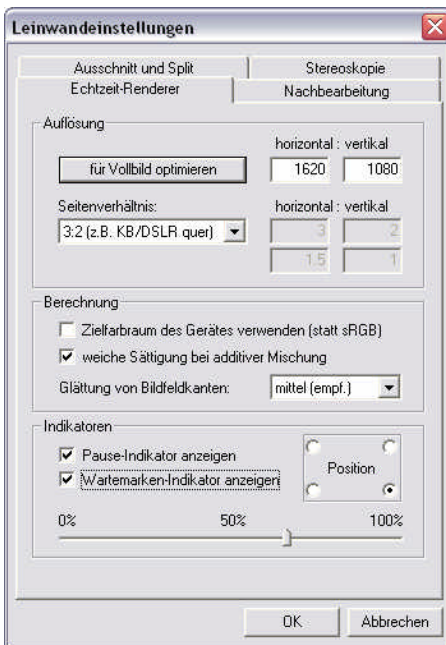 Leinwandeinstellungen
Ausschnitt und Split Stereoskopie
Echtzeit-Renderer Nachbearbeitung
Auflösung
horizontal : vertikal
für Vollbild optimieren 1620 1080
Seitenverhältnis: horizontal : vertikal
3:2 (z.B. KB/DSLR quer) 3 2
1.5 1
Berechnung
Zielfarbraum des Gerätes verwenden (statt sRGB)
weiche Sättigung bei additiver Mischung
Glättung von Bildfeldkanten: mittel (empf.)
Indikatoren
Pause-Indikator anzeigen
Position
Wartemarken-Indikator anzeigen
0% 50% 100%
OK Abbrechen